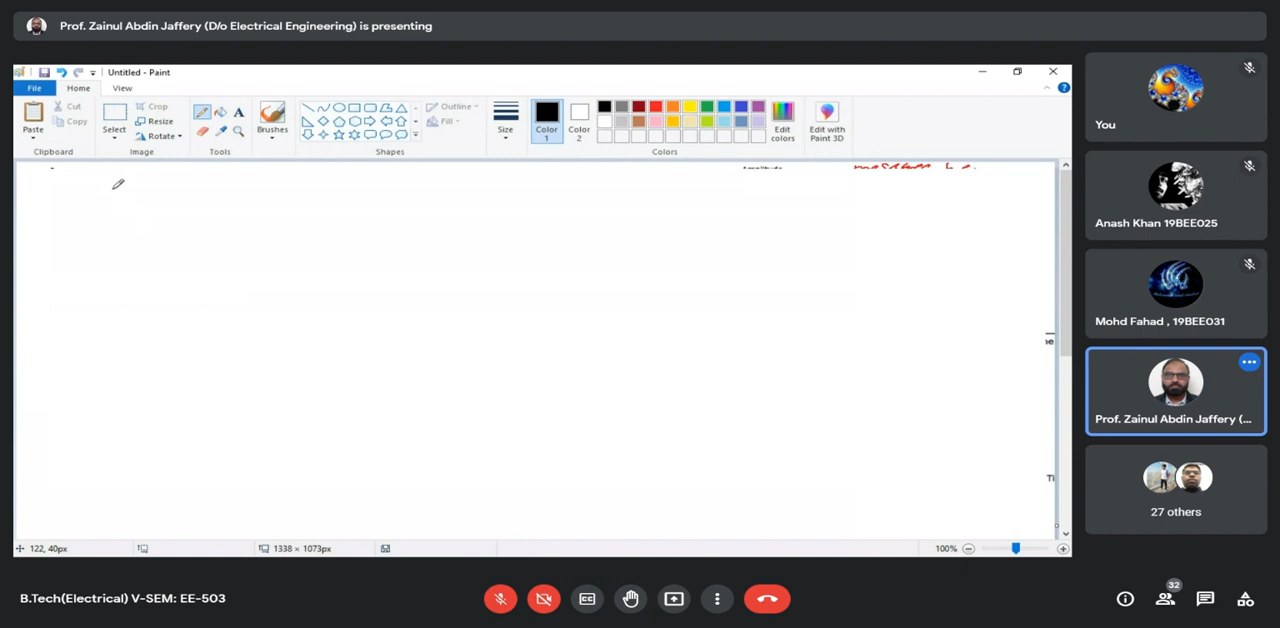 Prof. Zainul Abdin Jaffery (D/o Electrical Engineering) is presenting
Untitled - Paint
File Home View
Paste
Cut
Copy
Clipboard
Select
Crop
Resize
Rotate
Image
A
Tools
Brushes
Outline
Fill
Shapes
Size
Color 1
Color 2
Edit colors
Colors
Edit with Paint 3D
Amplitude
122, 40px
1338 × 1073px
100%
You
Anash Khan 19BEE025
Mohd Fahad , 19BEE031
Prof. Zainul Abdin Jaffery (...
27 others
B.Tech(Electrical) V-SEM: EE-503
CC
32